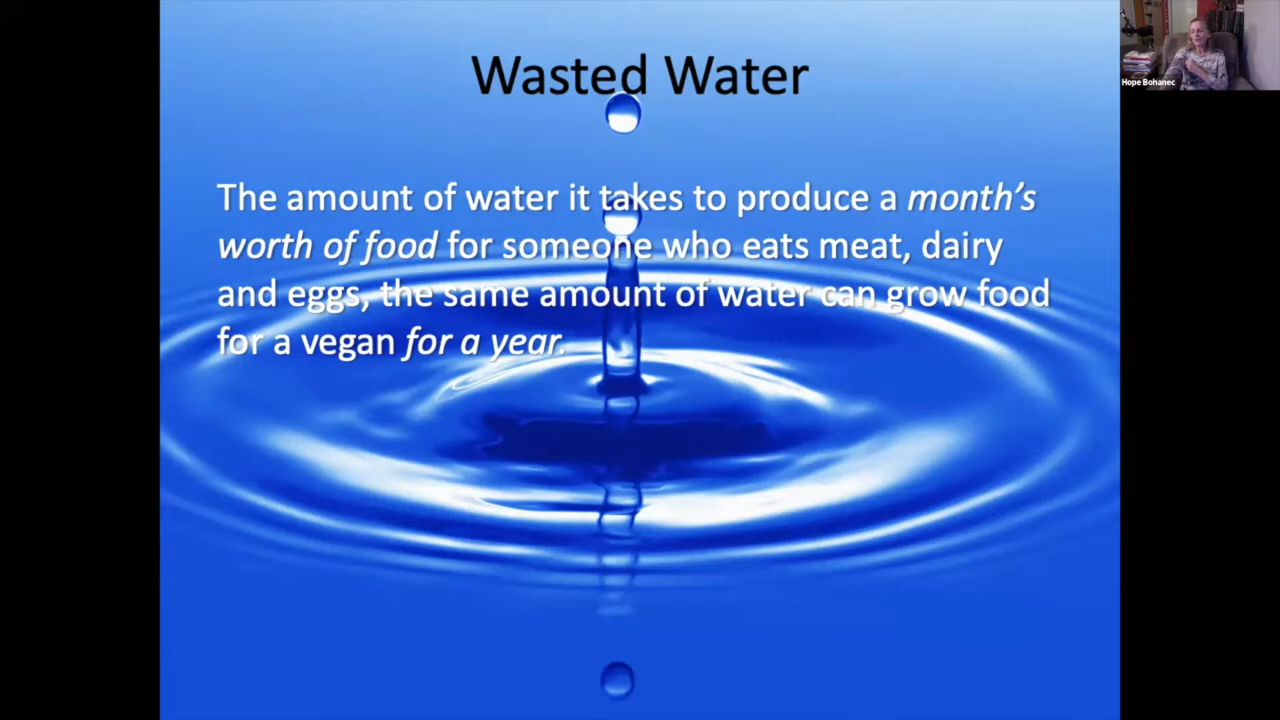 Wasted Water
Hope Bohanec
The amount of water it takes to produce a month’s
worth of food for someone who eats meat, dairy
and eggs, the same amount of water can grow food
for a vegan for a year.